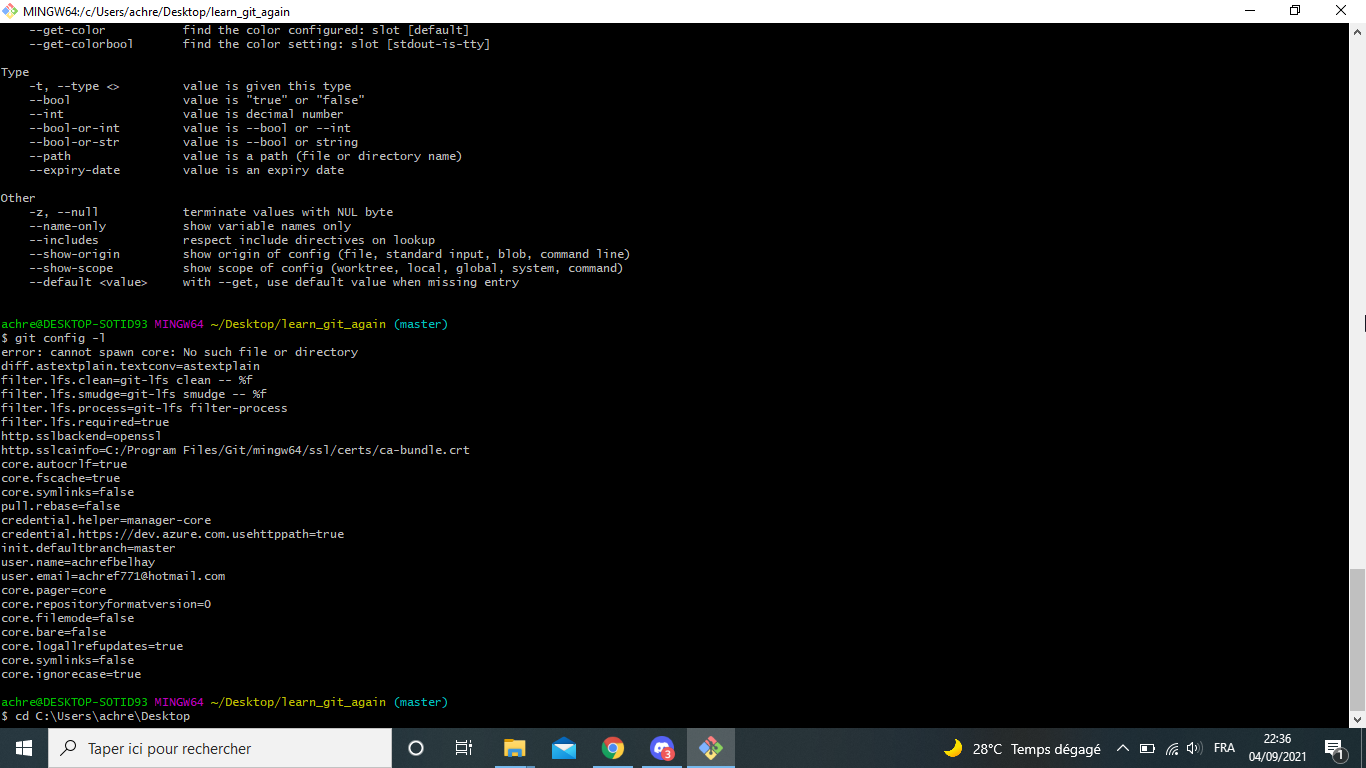 MINGW64:/c/Users/achre/Desktop/learn_git_again
--get-color find the color configured: slot [default]
--get-colorbool find the color setting: slot [stdout-is-tty]
Type
-t, --type <> value is given this type
--bool value is "true" or "false"
--int value is decimal number
--bool-or-int value is --bool or --int
--bool-or-str value is --bool or string
--path value is a path (file or directory name)
--expiry-date value is an expiry date
Other
-z, --null terminate values with NUL byte
--name-only show variable names only
--includes respect include directives on lookup
--show-origin show origin of config (file, standard input, blob, command line)
--show-scope show scope of config (worktree, local, global, system, command)
--default <value> with --get, use default value when missing entry
achre@DESKTOP-SOTID93 MINGW64 ~/Desktop/learn_git_again (master)
$ git config -l
error: cannot spawn core: No such file or directory
diff.astextplain.textconv=astextplain
filter.lfs.clean=git-lfs clean -- %f
filter.lfs.smudge=git-lfs smudge -- %f
filter.lfs.process=git-lfs filter-process
filter.lfs.required=true
http.sslbackend=openssl
http.sslcainfo=C:/Program Files/Git/mingw64/ssl/certs/ca-bundle.crt
core.autocrlf=true
core.fscache=true
core.symlinks=false
pull.rebase=false
credential.helper=manager-core
credential.https://dev.azure.com.usehttppath=true
init.defaultbranch=master
user.name=achrefbelhay
user.email=achref771@hotmail.com
core.pager=core
core.repositoryformatversion=0
core.filemode=false
core.bare=false
core.logallrefupdates=true
core.symlinks=false
core.ignorecase=true
achre@DESKTOP-SOTID93 MINGW64 ~/Desktop/learn_git_again (master)
$ cd C:\Users\achre\Desktop
Taper ici pour rechercher
3
28°C Temps dégagé
FRA
22:36
04/09/2021
1